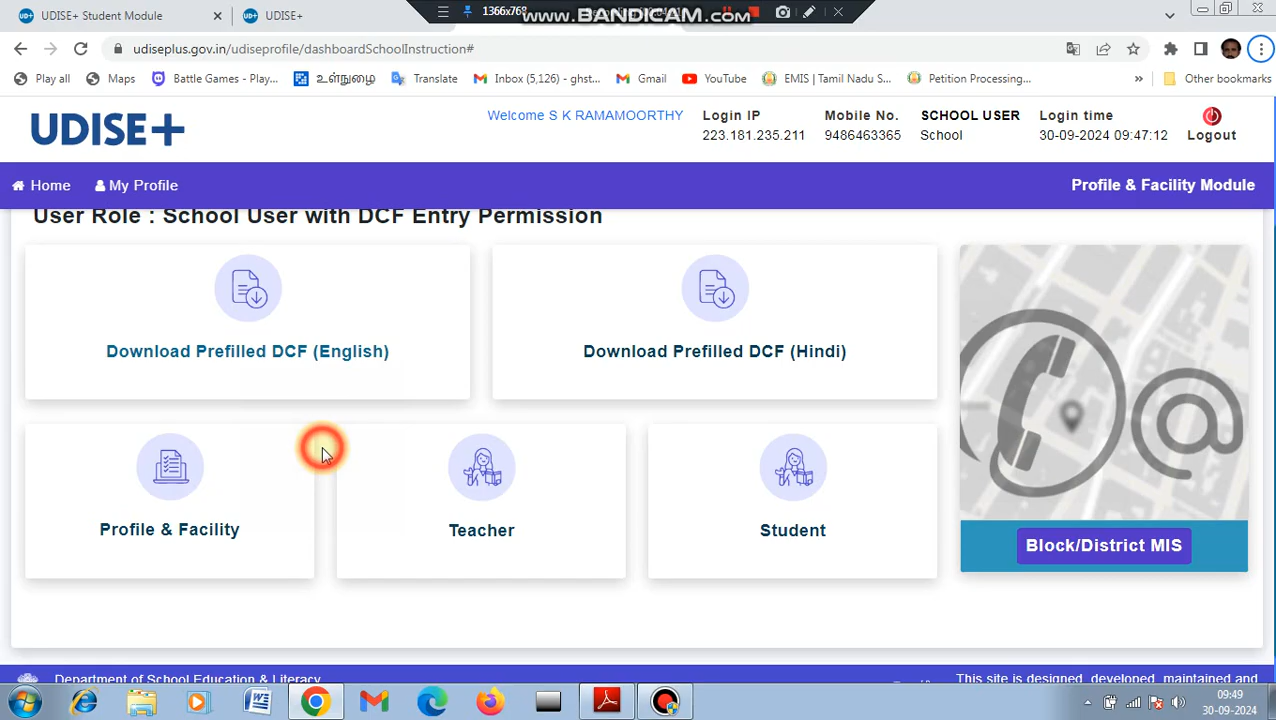 UDISE+ Student Module
UDISE+
1366x768
www.BANDICAM.com
udiseplus.gov.in/udiseprofile/dashboardSchoolInstruction#
Play all
Maps
Battle Games - Play...
உள்நுழை
Translate
Inbox (5,126) - ghst...
Gmail
YouTube
EMIS | Tamil Nadu S...
Petition Processing...
»
Other bookmarks
UDISE+
Welcome S K RAMAMOORTHY
Login IP
223.181.235.211
Mobile No.
9486463365
SCHOOL USER
School
Login time
30-09-2024 09:47:12
Logout
Home
My Profile
Profile & Facility Module
User Role : School User with DCF Entry Permission
Download Prefilled DCF (English)
Download Prefilled DCF (Hindi)
Profile & Facility
Teacher
Student
Block/District MIS
Department of School Education & Literacy
This site is designed, developed, maintained and
09:49
30-09-2024